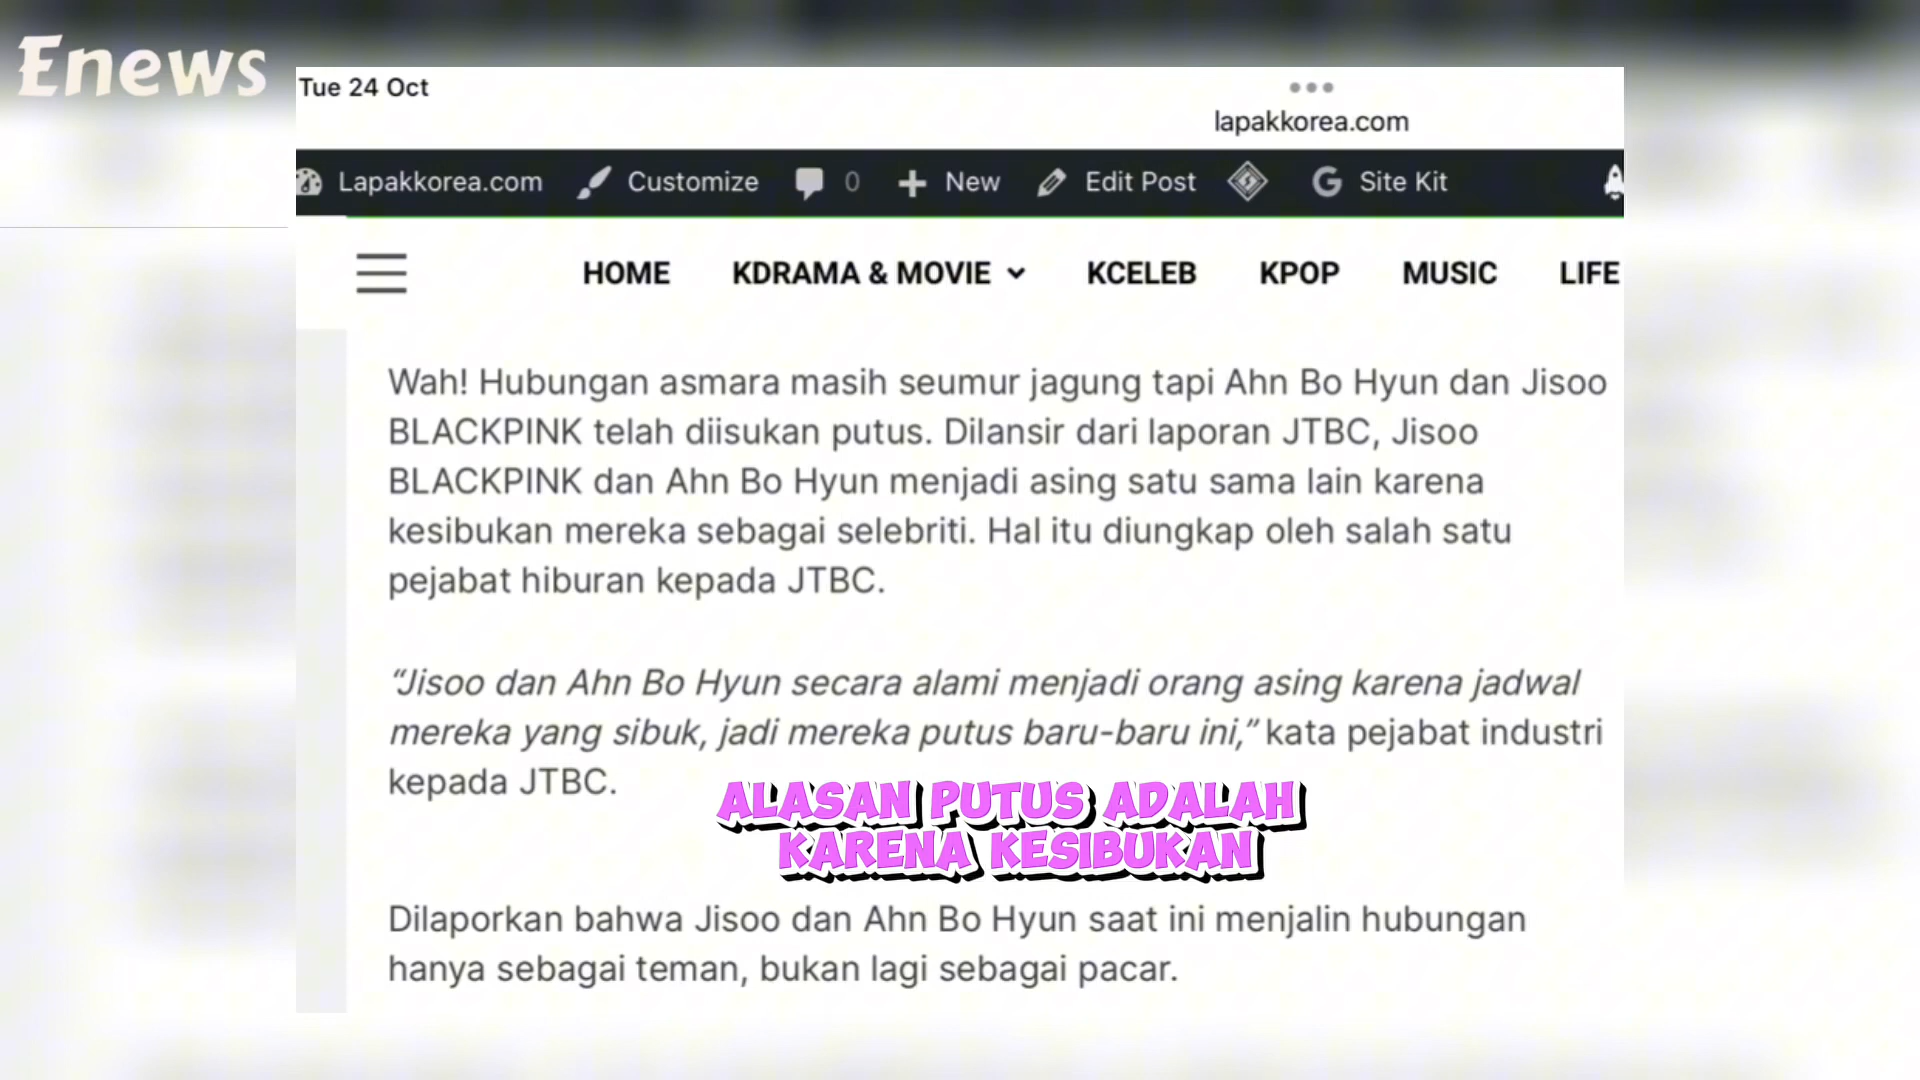 Enews
Tue 24 Oct
lapakkorea.com
Lapakkorea.com Customize 0 New Edit Post Site Kit
HOME KDRAMA & MOVIE KCELEB KPOP MUSIC LIFE
Wah! Hubungan asmara masih seumur jagung tapi Ahn Bo Hyun dan Jisoo
BLACKPINK telah diisukan putus. Dilansir dari laporan JTBC, Jisoo
BLACKPINK dan Ahn Bo Hyun menjadi asing satu sama lain karena
kesibukan mereka sebagai selebriti. Hal itu diungkap oleh salah satu
pejabat hiburan kepada JTBC.
“Jisoo dan Ahn Bo Hyun secara alami menjadi orang asing karena jadwal
mereka yang sibuk, jadi mereka putus baru-baru ini,” kata pejabat industri
kepada JTBC.
ALASAN PUTUS ADALAH
KARENA KESIBUKAN
Dilaporkan bahwa Jisoo dan Ahn Bo Hyun saat ini menjalin hubungan
hanya sebagai teman, bukan lagi sebagai pacar.